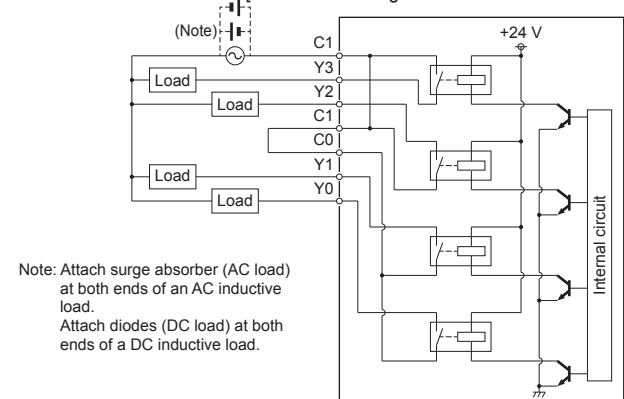 (Note)
+24 V
C1
Y3
Load
Y2
Load
C1
C0
Y1
Load
Y0
Load
Internal circuit
Note: Attach surge absorber (AC load)
at both ends of an AC inductive
load.
Attach diodes (DC load) at both
ends of a DC inductive load.